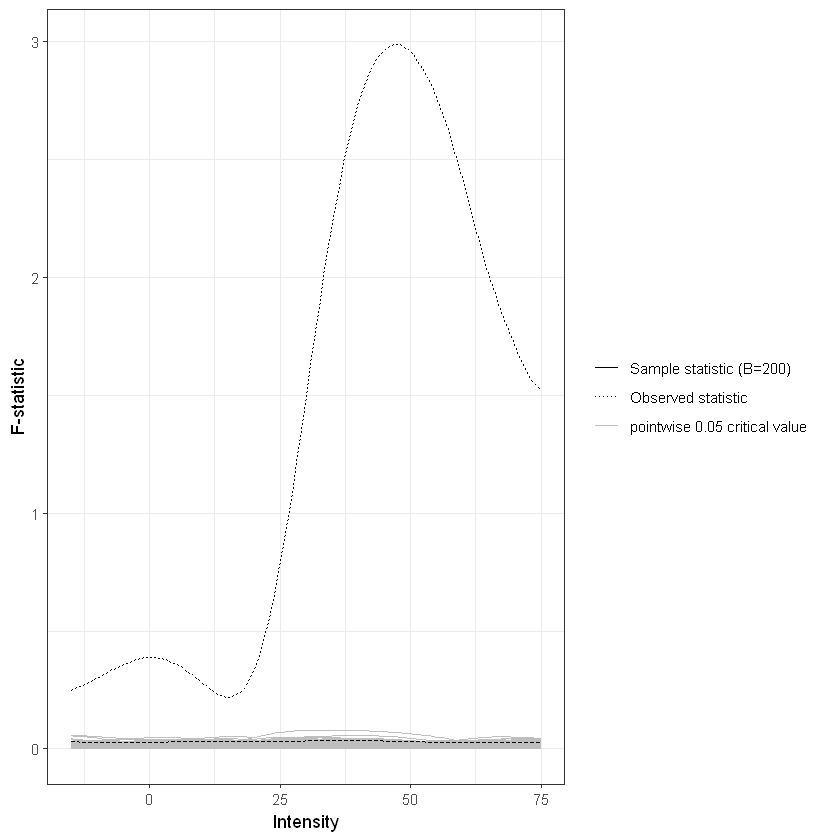 3
2
1
0
F-statistic
0 25 50 75
Intensity
Sample statistic (B=200)
Observed statistic
pointwise 0.05 critical value